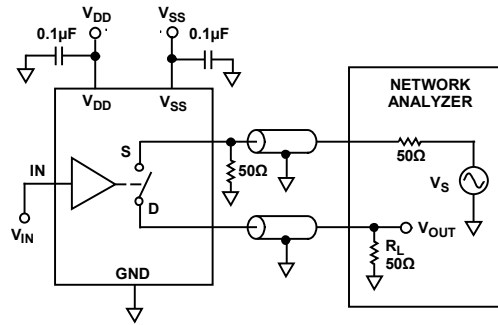 VDD
VSS
0.1µF
0.1µF
VDD
VSS
NETWORK
ANALYZER
IN
S
50Ω
50Ω
VS
D
VIN
VOUT
RL
50Ω
GND